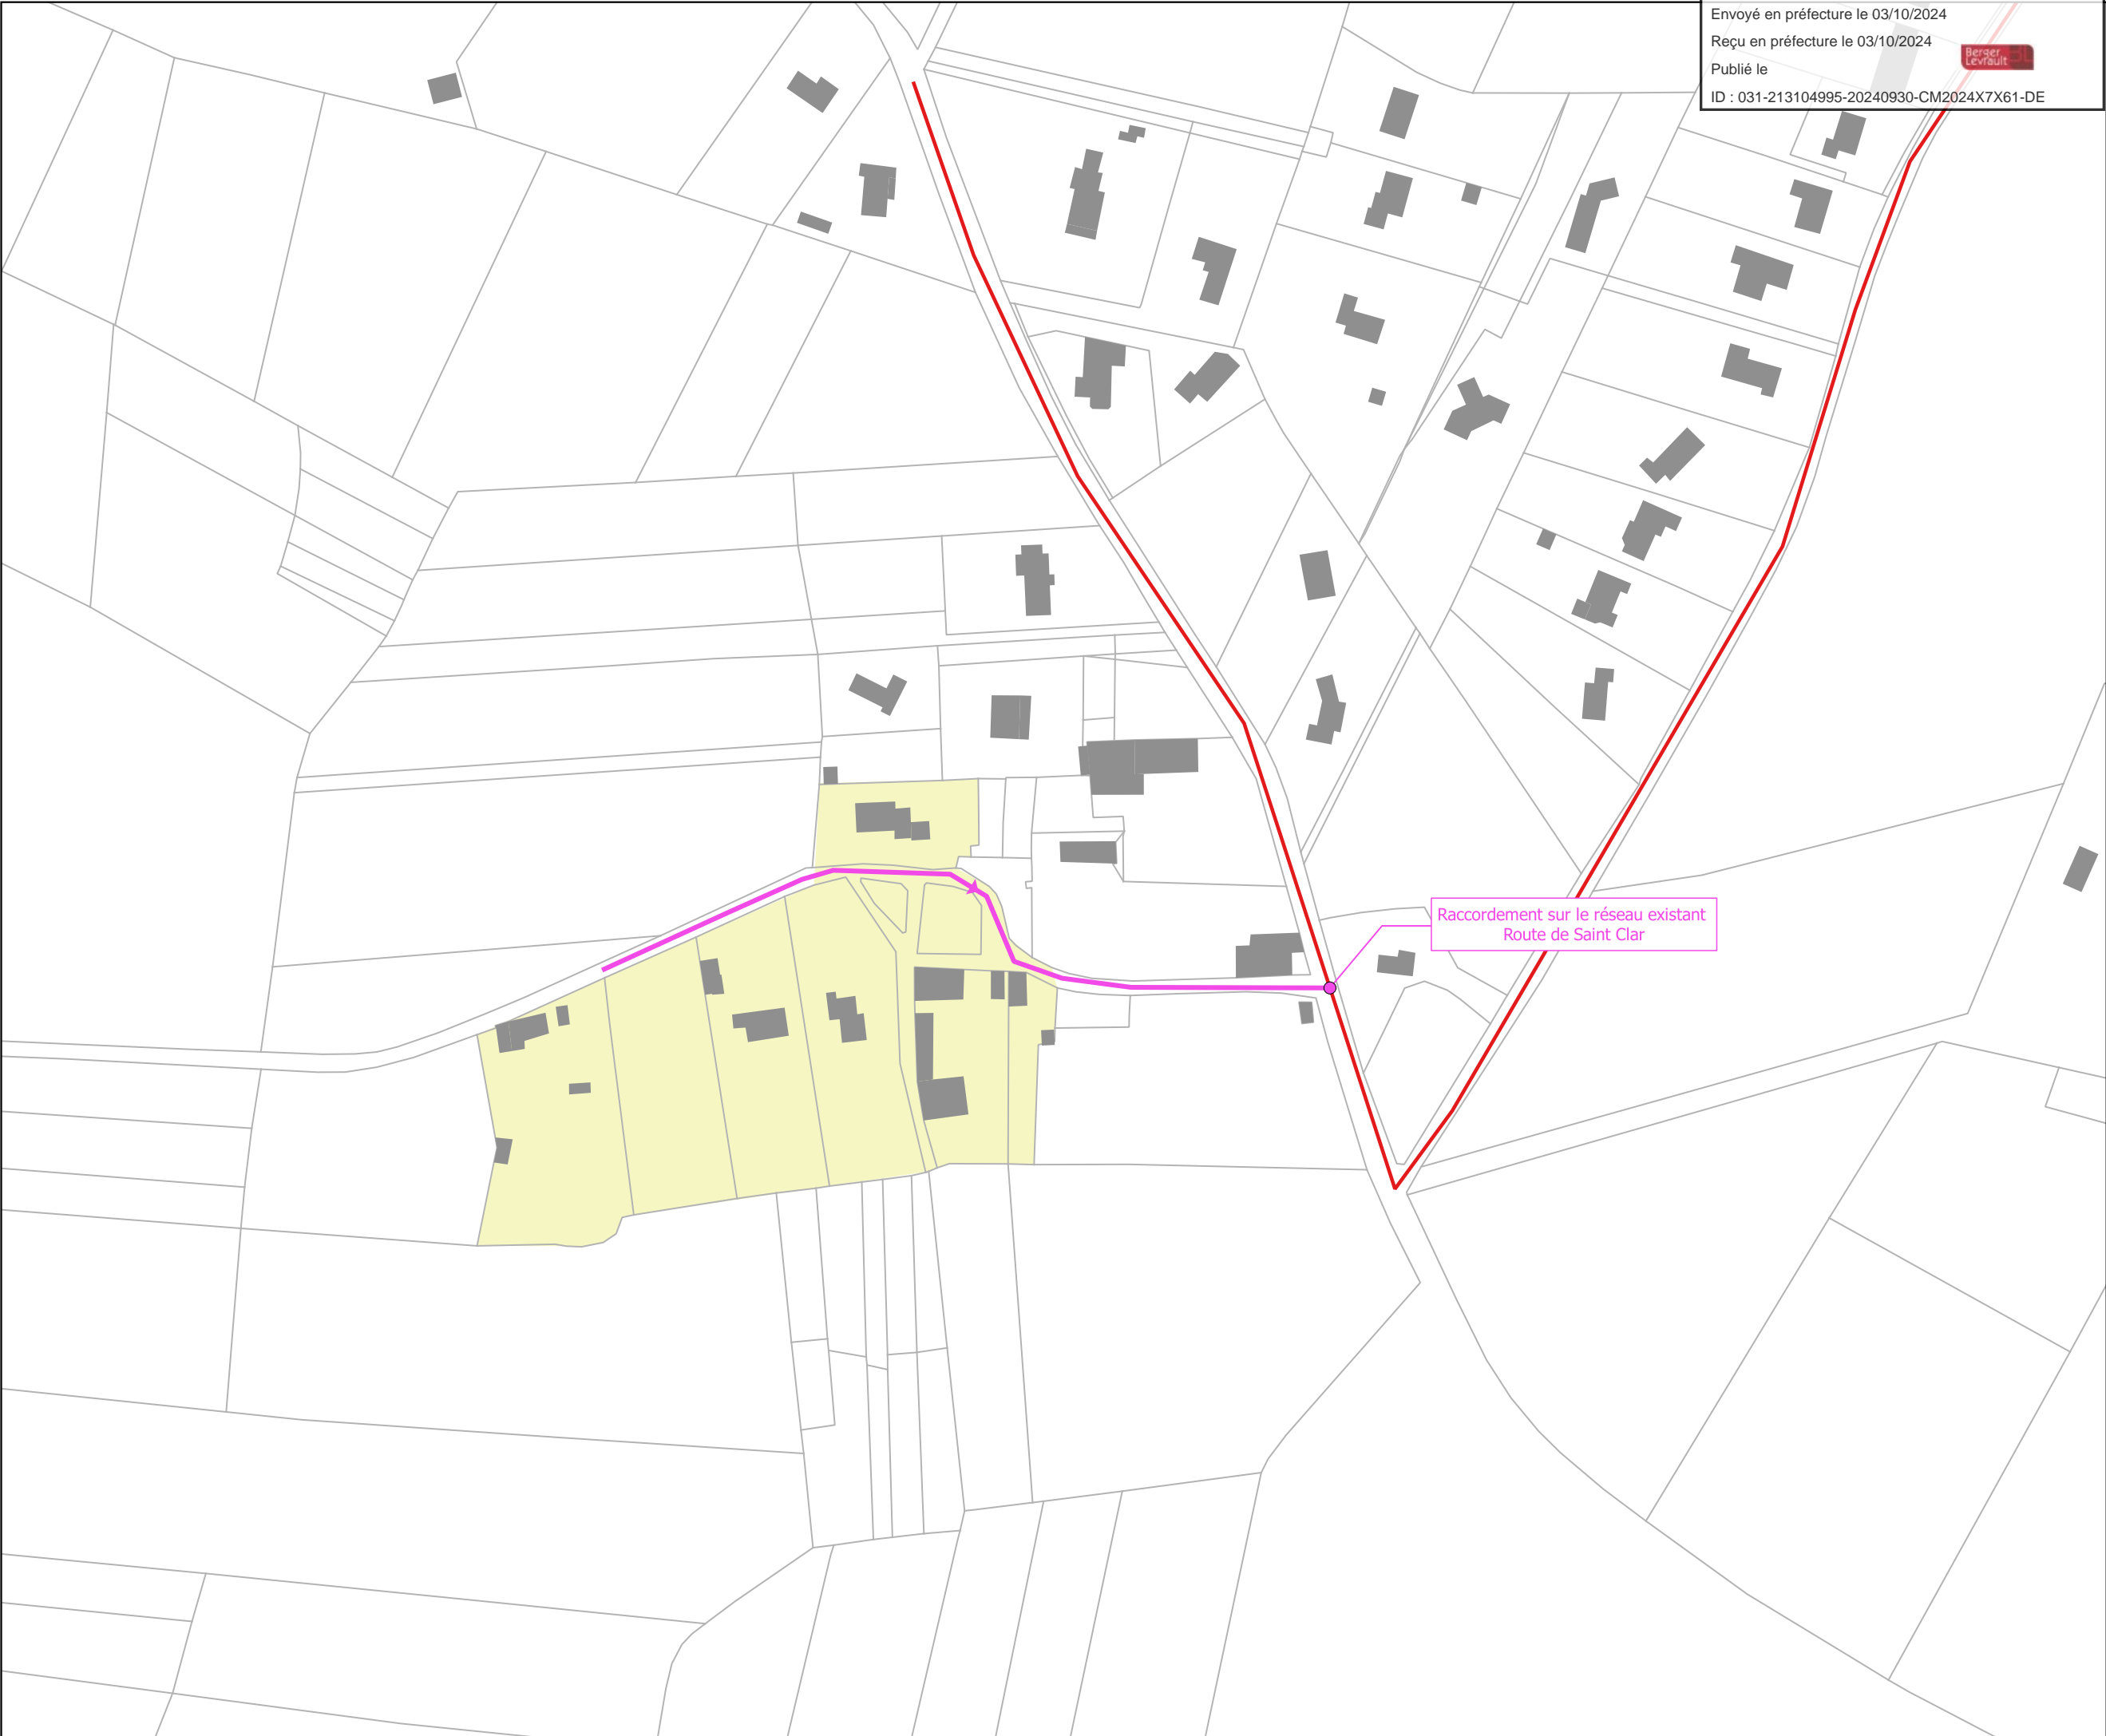 Envoyé en préfecture le 03/10/2024
Reçu en préfecture le 03/10/2024
Berger
Levrault
Publié le
ID : 031-213104995-20240930-CM2024X7X61-DE
Raccordement sur le réseau existant
Route de Saint Clar